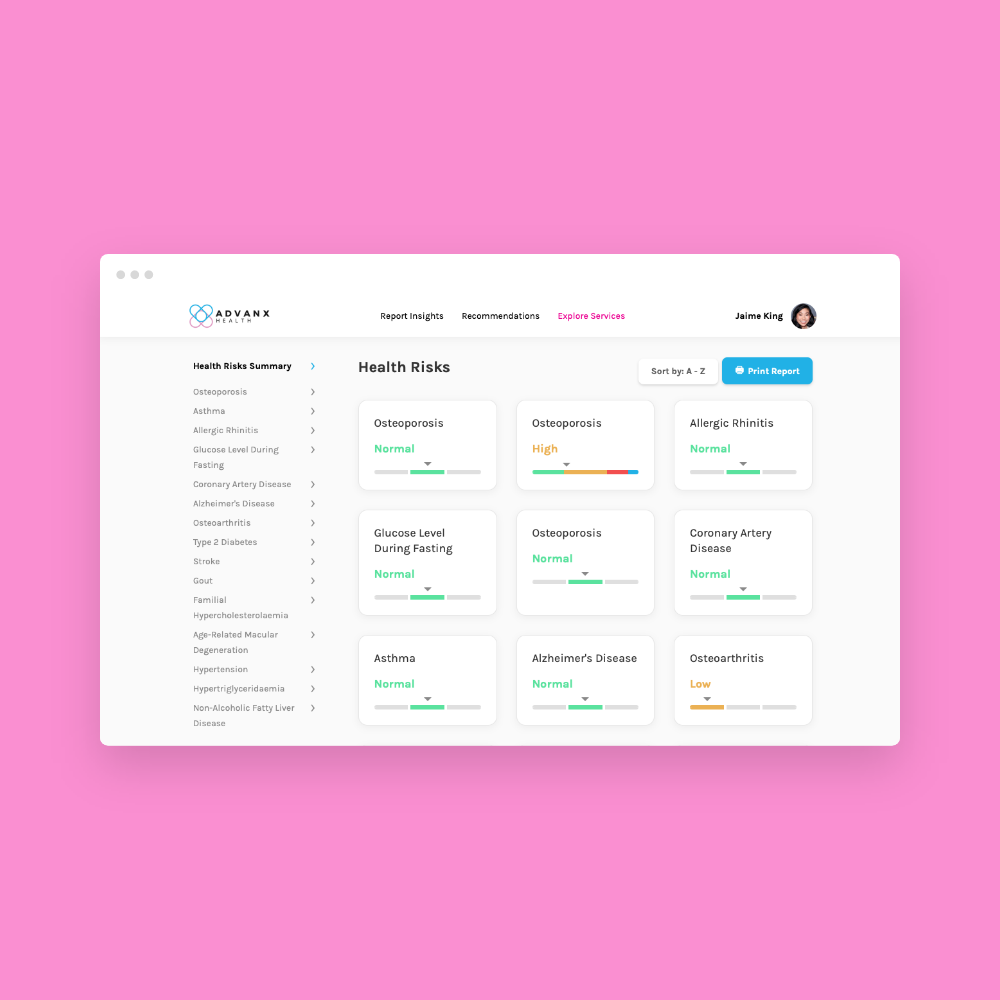 ADVANX
HEALTH
Report Insights
Recommendations
Explore Services
Jaime King
Health Risks Summary
Osteoporosis
Asthma
Allergic Rhinitis
Glucose Level During
Fasting
Coronary Artery Disease
Alzheimer's Disease
Osteoarthritis
Type 2 Diabetes
Stroke
Gout
Familial
Hypercholesterolaemia
Age-Related Macular
Degeneration
Hypertension
Hypertriglyceridaemia
Non-Alcoholic Fatty Liver
Disease
Health Risks
Sort by: A - Z
Print Report
Osteoporosis
Normal
Osteoporosis
High
Allergic Rhinitis
Normal
Glucose Level
During Fasting
Normal
Osteoporosis
Normal
Coronary Artery
Disease
Normal
Asthma
Normal
Alzheimer's Disease
Normal
Osteoarthritis
Low